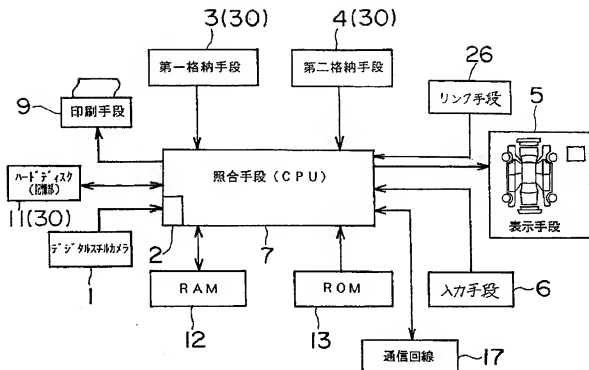 3(30)
4(30)
26
5
第一格納手段
第二格納手段
リンク手段
9
印刷手段
照合手段(CPU)
ハードディスク
(記憶部)
11(30)
表示手段
デジタルスチルカメラ
1
2
7
RAM
12
ROM
13
入力手段
6
通信回線
17